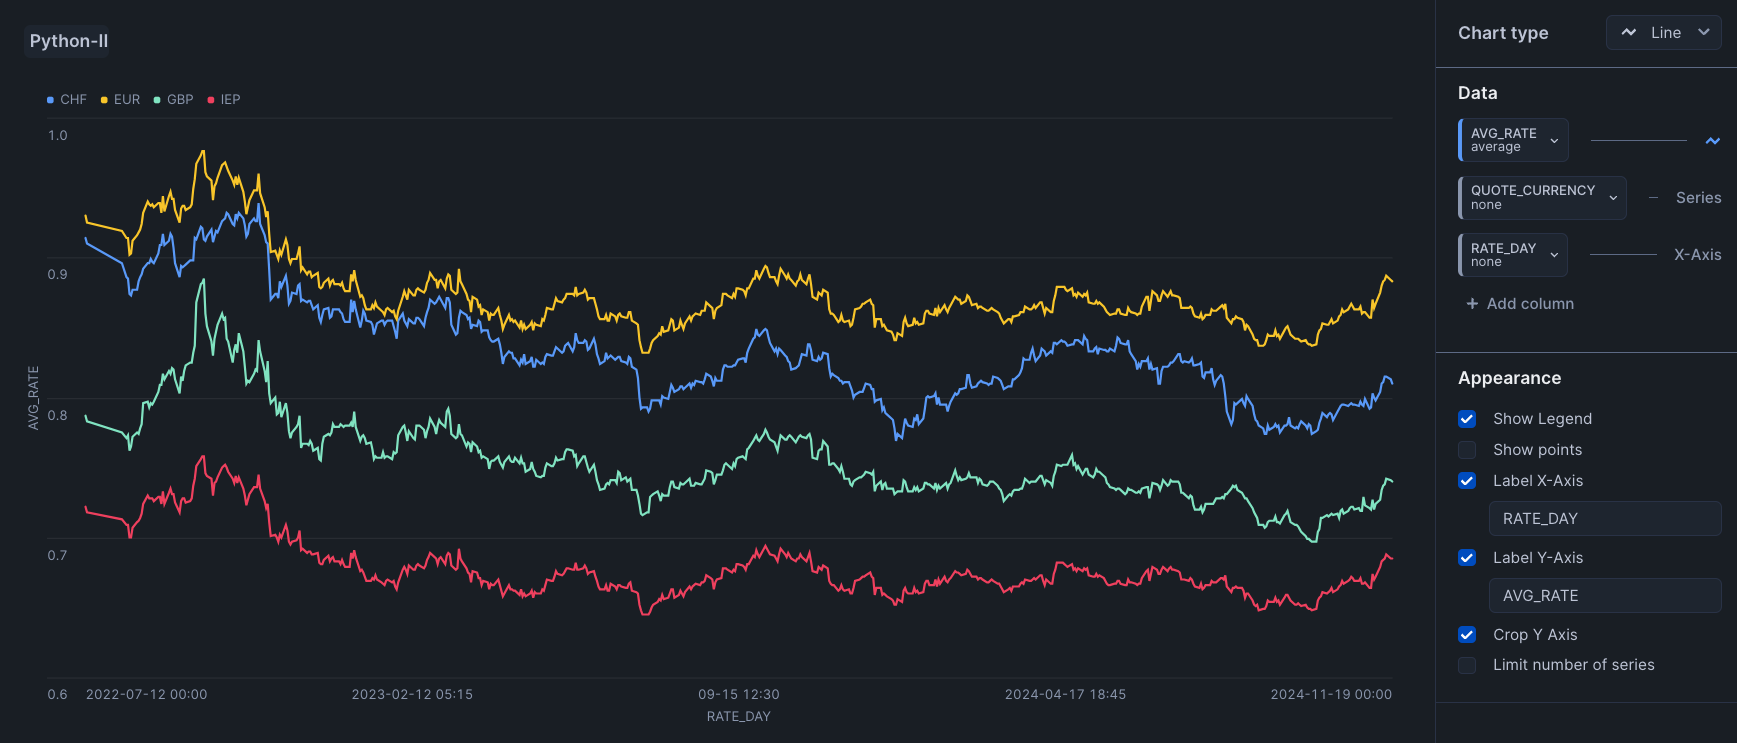 Python-II
CHF EUR GBP IEP
1.0
0.9
0.8
0.7
0.6
AVG_RATE
2022-07-12 00:00 2023-02-12 05:15 09-15 12:30 2024-04-17 18:45 2024-11-19 00:00
RATE_DAY
Chart type Line
Data
AVG_RATE
average
QUOTE_CURRENCY
none
Series
RATE_DAY
none
X-Axis
+ Add column
Appearance
Show Legend
Show points
Label X-Axis
RATE_DAY
Label Y-Axis
AVG_RATE
Crop Y Axis
Limit number of series